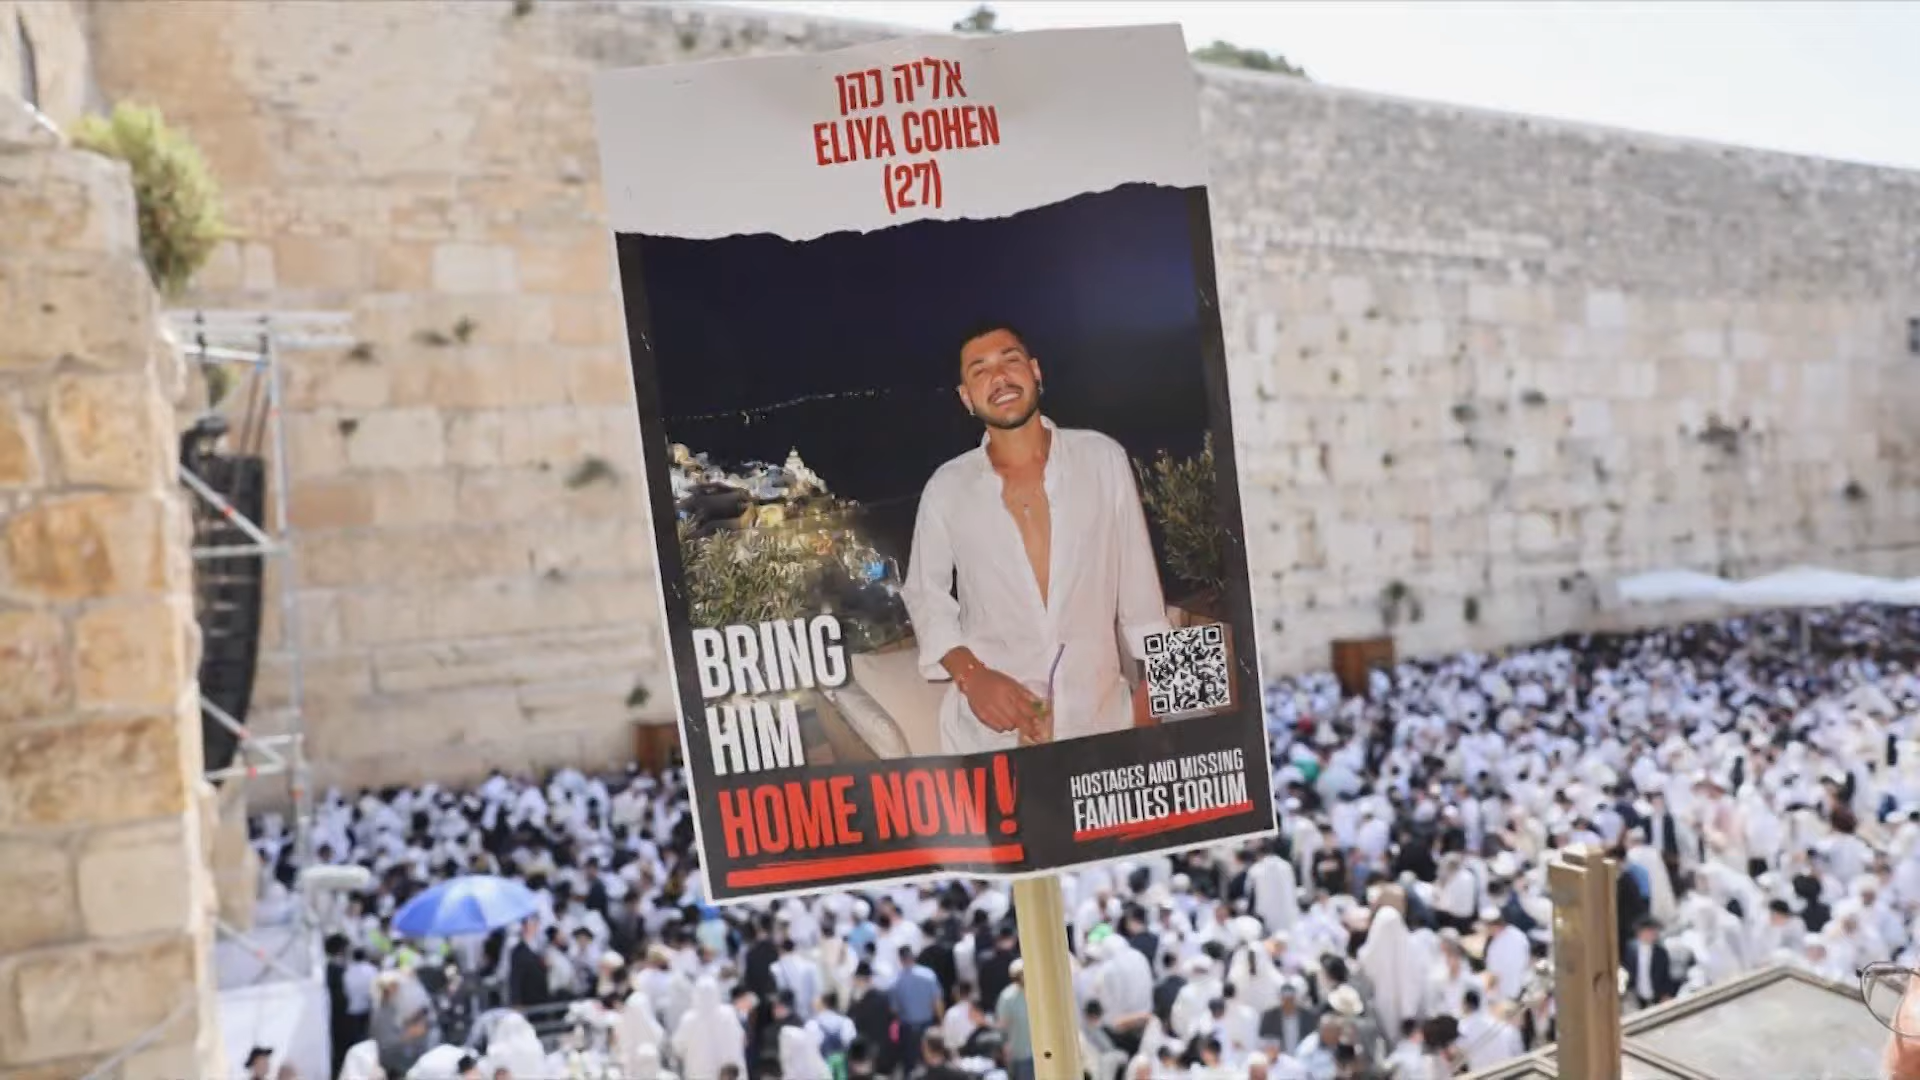 אליה כהן
ELIYA COHEN
(27)
BRING
HIM
HOME NOW!
HOSTAGES AND MISSING
FAMILIES FORUM